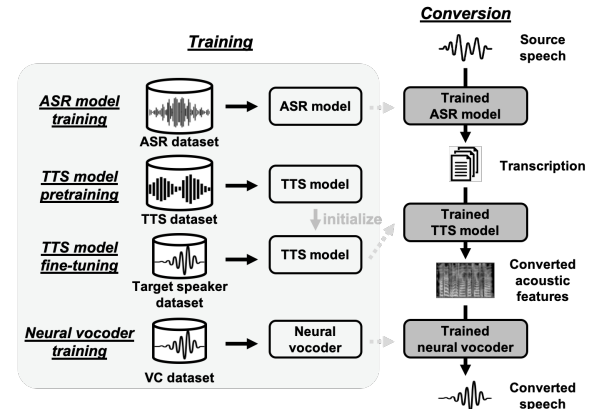 Conversion
Training
Source
speech
ASR model
training
ASR dataset
ASR model
Trained
ASR model
Transcription
TTS model
pretraining
TTS dataset
TTS model
initialize
Trained
TTS model
TTS model
fine-tuning
Target speaker
dataset
TTS model
Converted
acoustic
features
Neural vocoder
training
VC dataset
Neural
vocoder
Trained
neural vocoder
Converted
speech